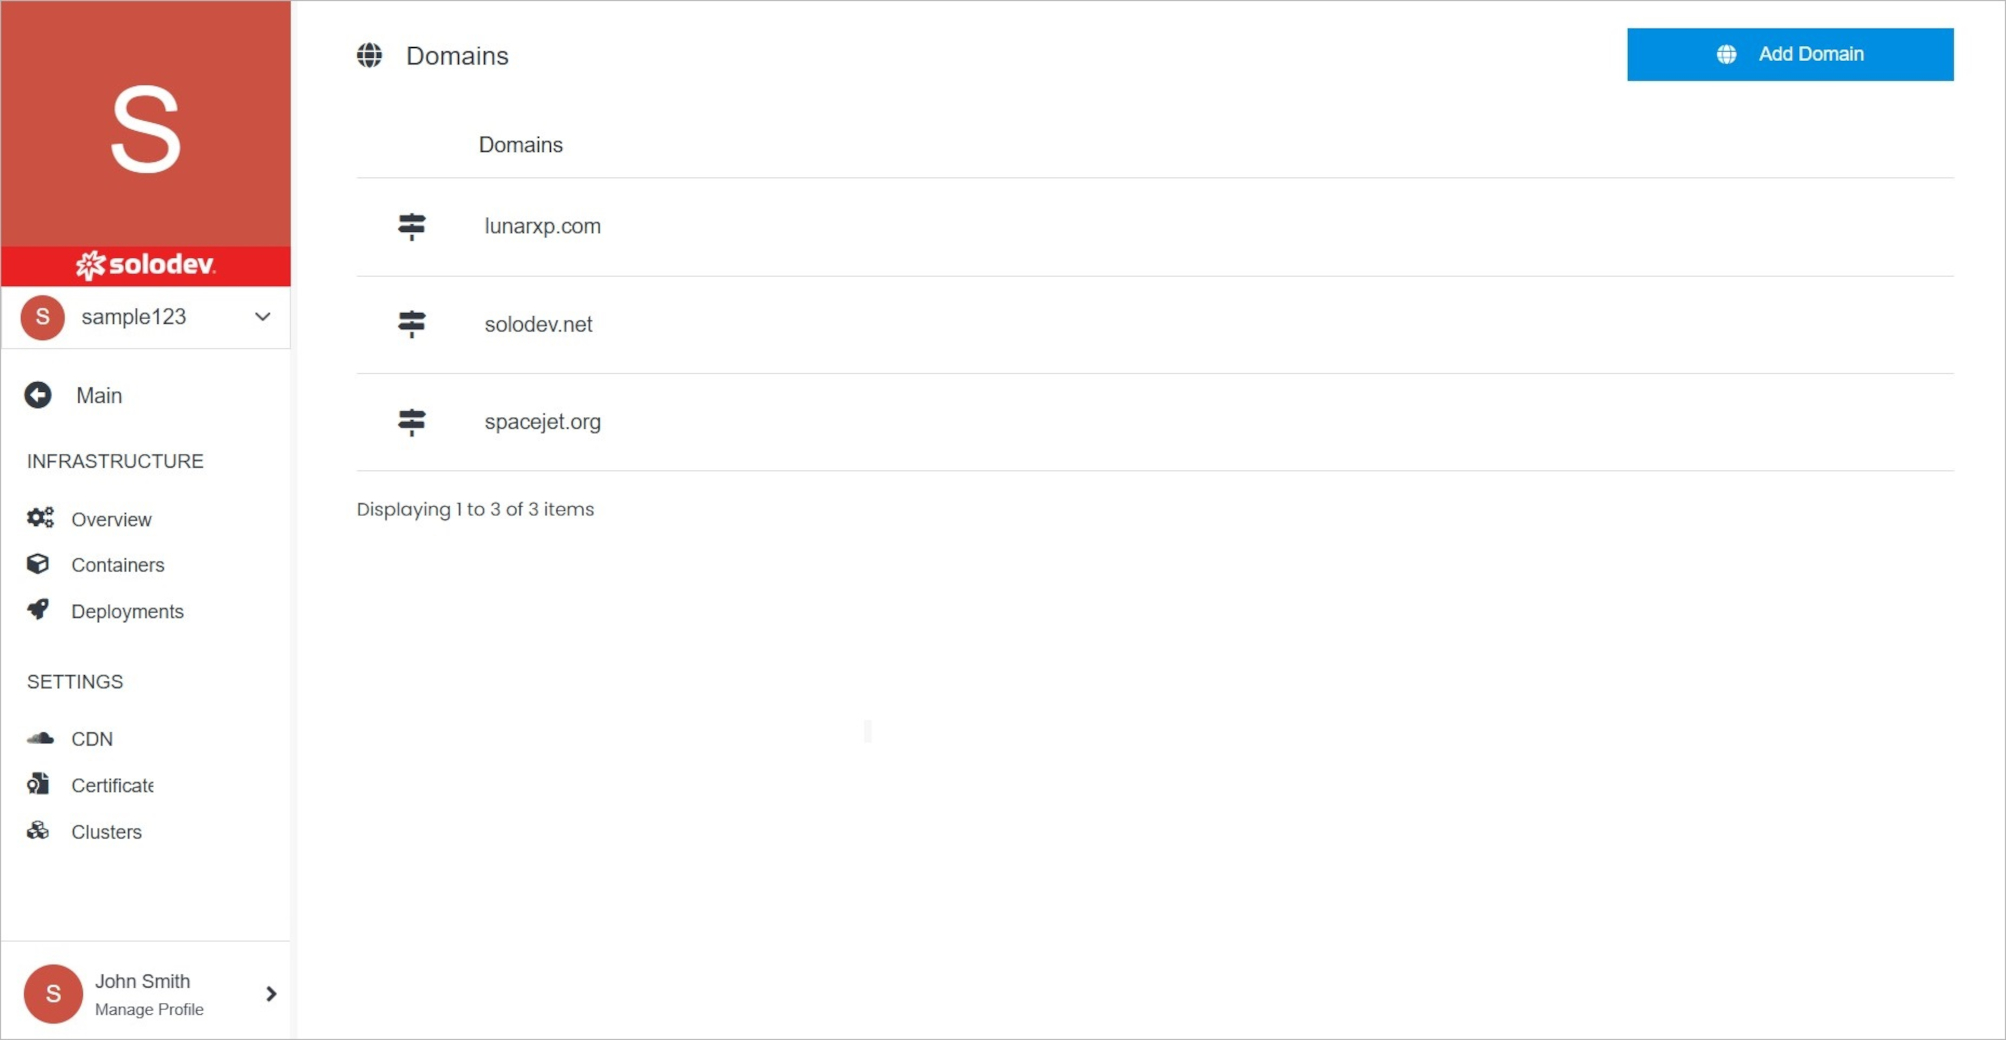 S
solodev
S sample123
Main
INFRASTRUCTURE
Overview
Containers
Deployments
SETTINGS
CDN
Certificate
Clusters
S John Smith
Manage Profile
Domains
Add Domain
Domains
lunarxp.com
solodev.net
spacejet.org
Displaying 1 to 3 of 3 items